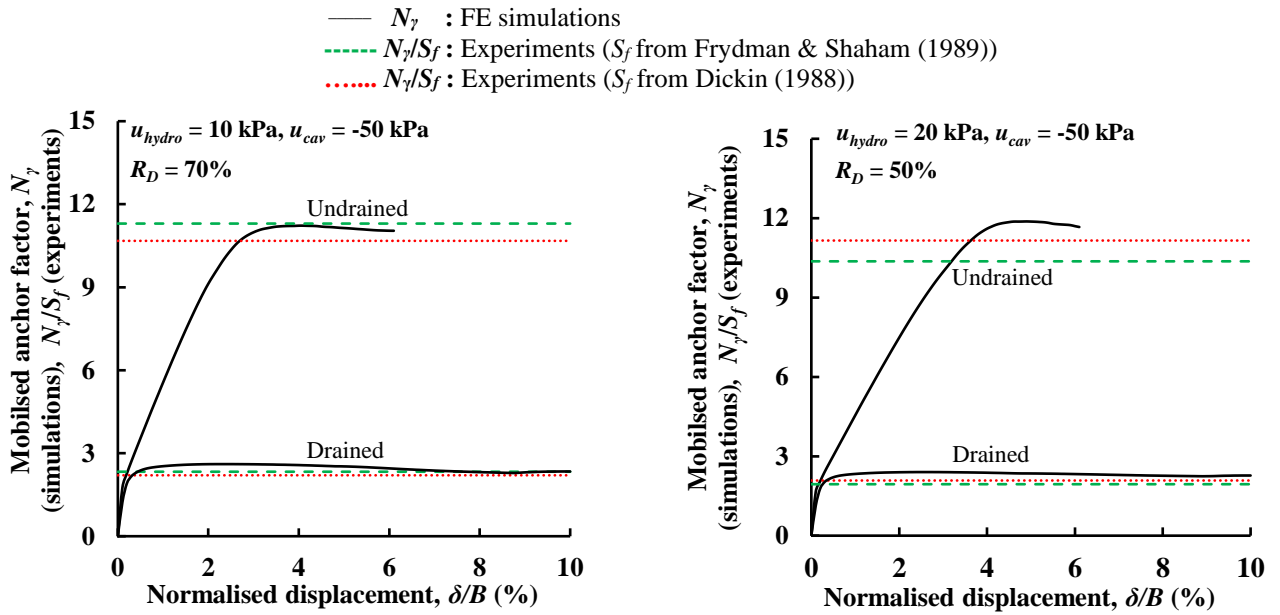 Nγ : FE simulations
Nγ/Sf : Experiments (Sf from Frydman & Shaham (1989))
Nγ/Sf : Experiments (Sf from Dickin (1988))
Mobilsed anchor factor, Nγ
(simulations), Nγ/Sf (experiments)
15
12
9
6
3
0
uhydro = 10 kPa, ucav = -50 kPa
RD = 70%
Undrained
Drained
0 2 4 6 8 10
Normalised displacement, δ/B (%)
Mobilsed anchor factor, Nγ
(simulations), Nγ/Sf (experiments)
15
12
9
6
3
0
uhydro = 20 kPa, ucav = -50 kPa
RD = 50%
Undrained
Drained
0 2 4 6 8 10
Normalised displacement, δ/B (%)